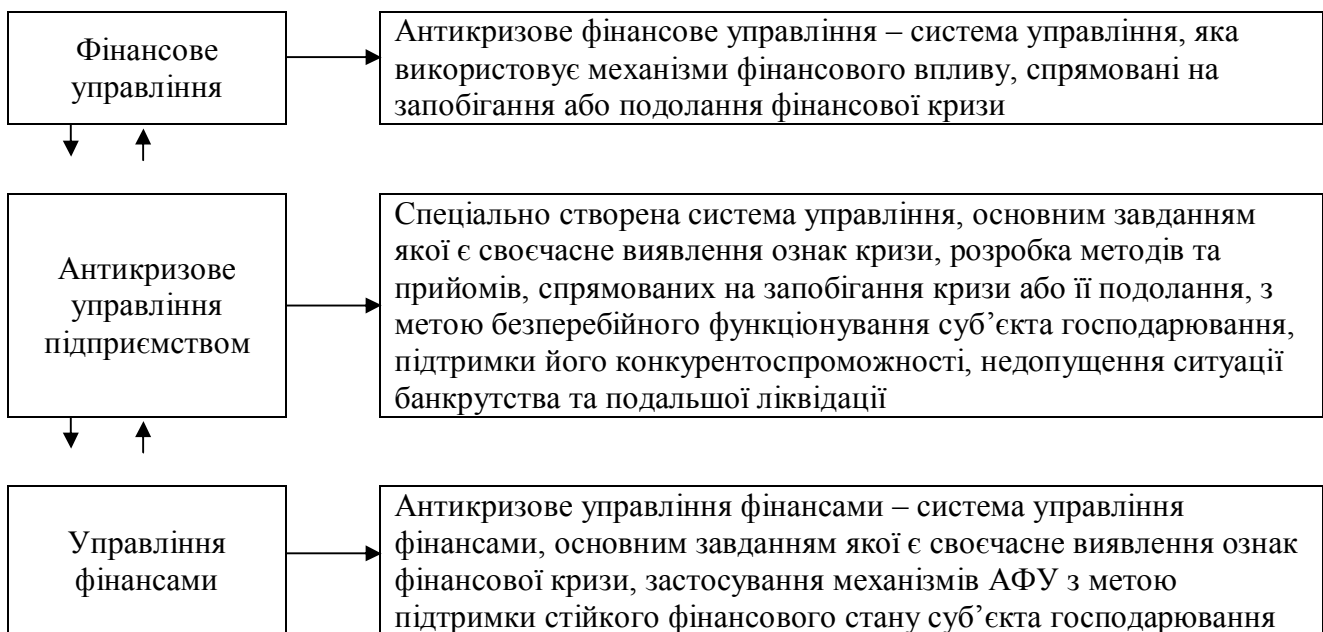 Фінансове
управління
Антикризове фінансове управління – система управління, яка
використовує механізми фінансового впливу, спрямовані на
запобігання або подолання фінансової кризи
Антикризове
управління
підприємством
Спеціально створена система управління, основним завданням
якої є своєчасне виявлення ознак кризи, розробка методів та
прийомів, спрямованих на запобігання кризи або її подолання, з
метою безперебійного функціонування суб’єкта господарювання,
підтримки його конкурентоспроможності, недопущення ситуації
банкрутства та подальшої ліквідації
Управління
фінансами
Антикризове управління фінансами – система управління
фінансами, основним завданням якої є своєчасне виявлення ознак
фінансової кризи, застосування механізмів АФУ з метою
підтримки стійкого фінансового стану суб’єкта господарювання